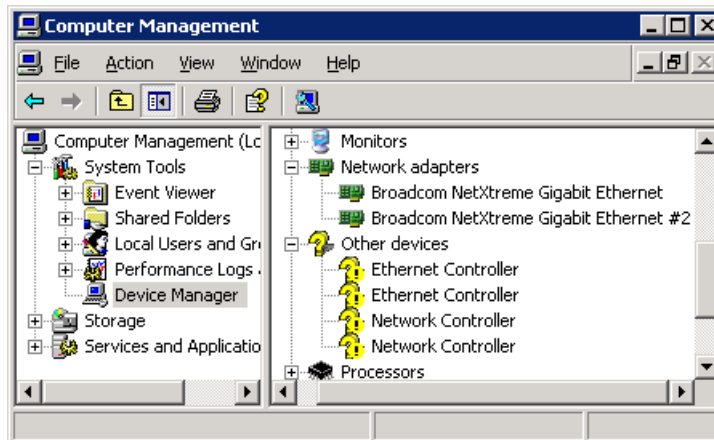 Computer Management
File Action View Window Help
Computer Management (Lc
System Tools
Event Viewer
Shared Folders
Local Users and Gr
Performance Logs
Device Manager
Storage
Services and Applicatio
Monitors
Network adapters
Broadcom NetXtreme Gigabit Ethernet
Broadcom NetXtreme Gigabit Ethernet #2
Other devices
Ethernet Controller
Ethernet Controller
Network Controller
Network Controller
Processors